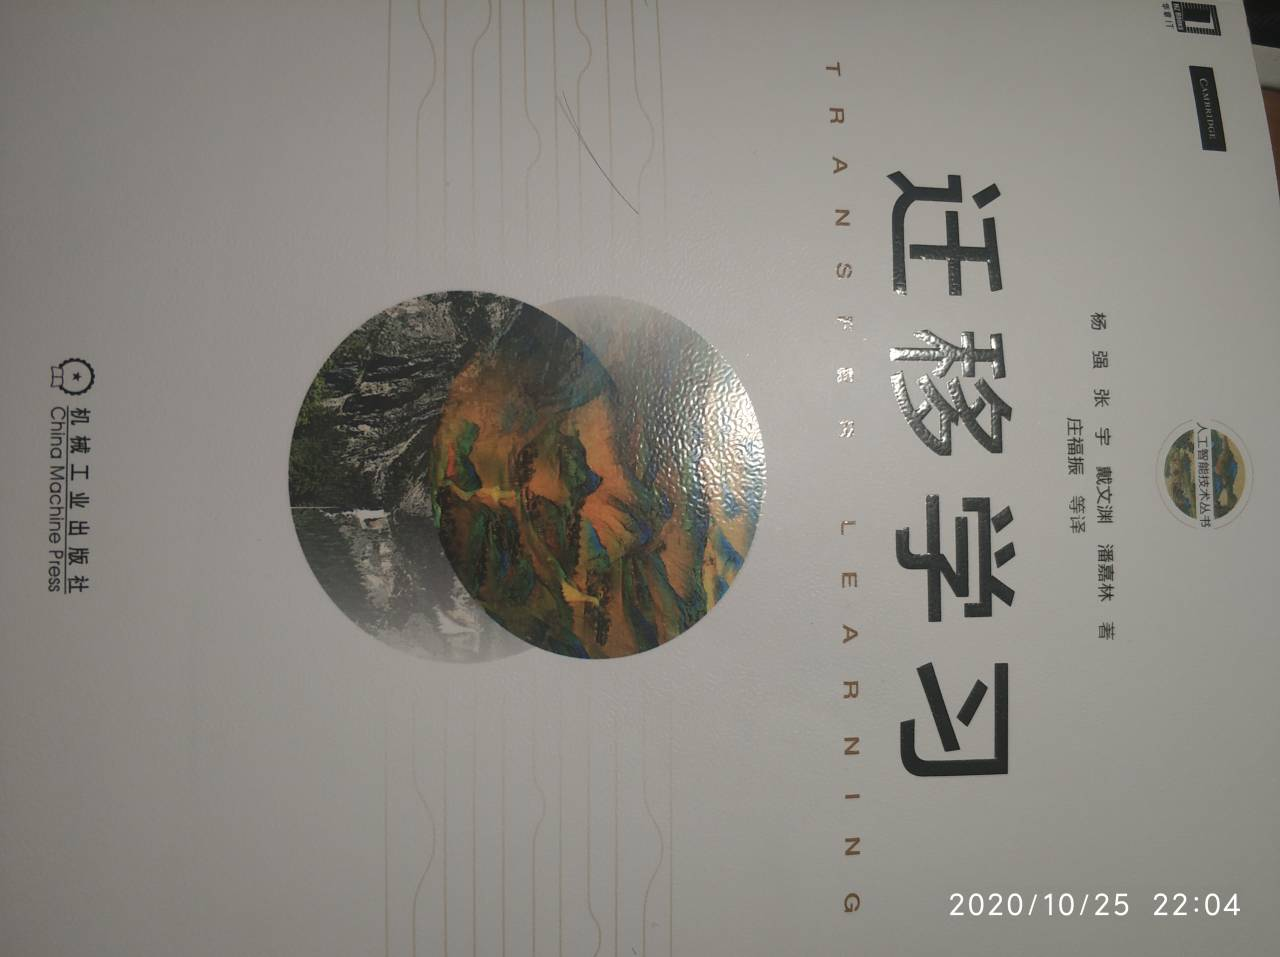 华章IT
CAMBRIDGE
人工智能技术丛书
杨 强 张 宇 戴文渊 潘嘉林 著
庄福振 等译
迁移学习
TRANSFER LEARNING
机械工业出版社
China Machine Press
2020/10/25 22:04